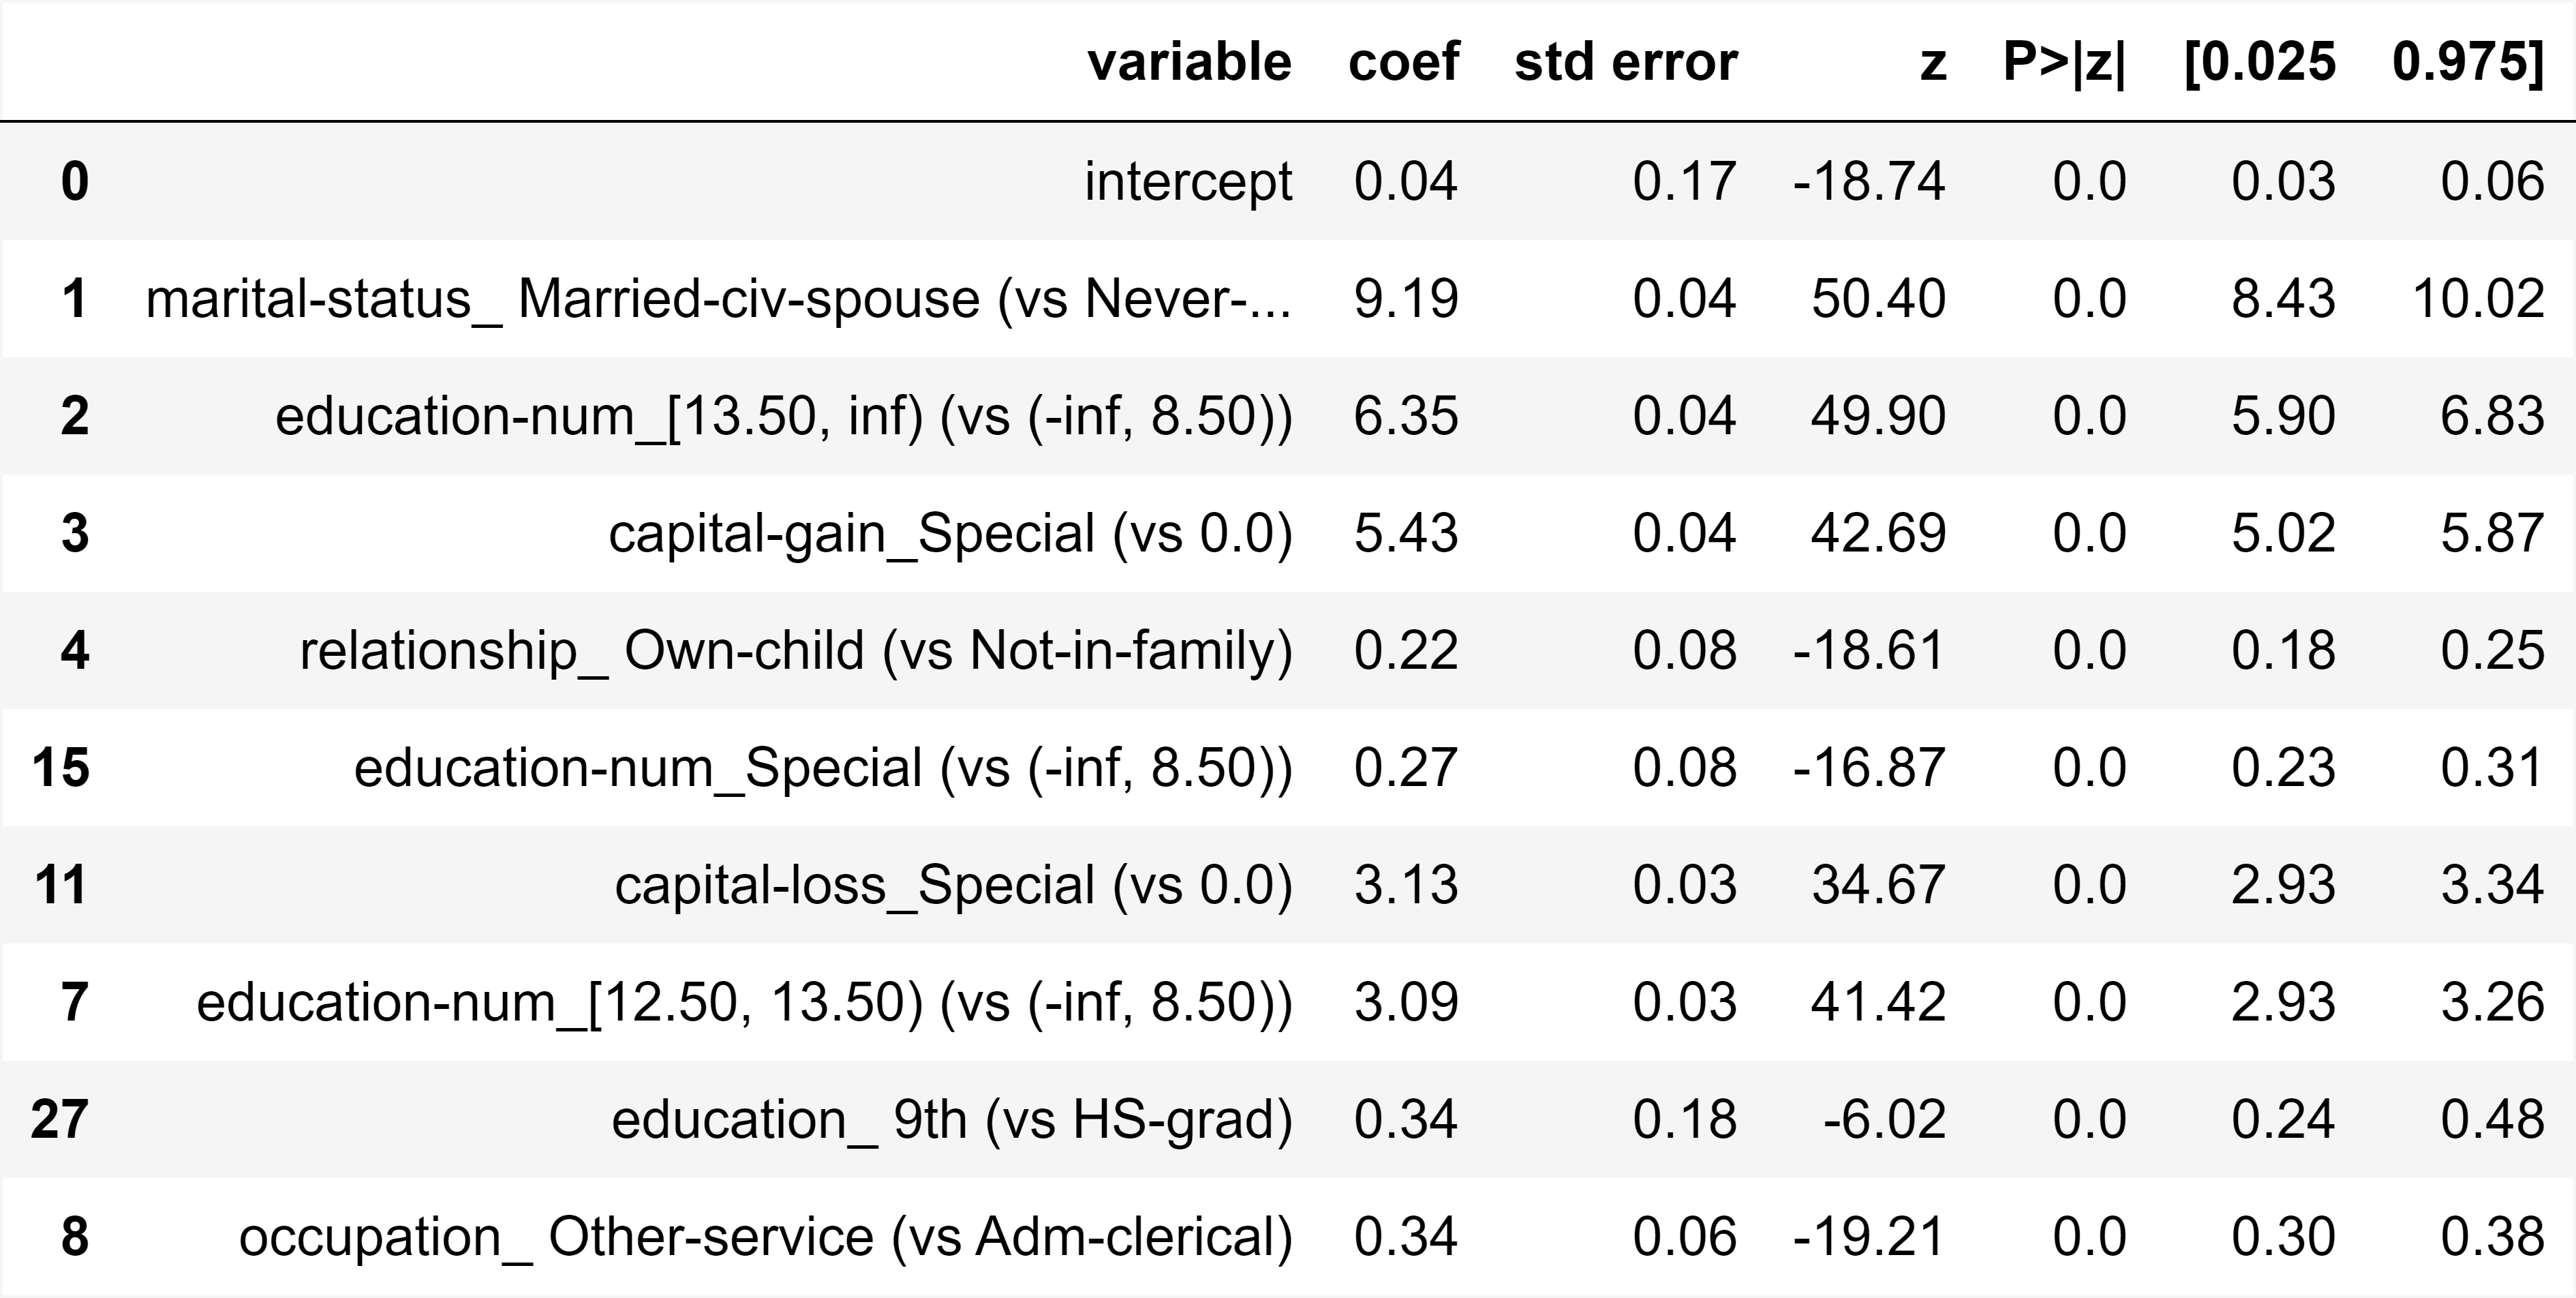 variable coef std error z P>|z| [0.025 0.975]
0 intercept 0.04 0.17 -18.74 0.0 0.03 0.06
1 marital-status_ Married-civ-spouse (vs Never-... 9.19 0.04 50.40 0.0 8.43 10.02
2 education-num_[13.50, inf) (vs (-inf, 8.50)) 6.35 0.04 49.90 0.0 5.90 6.83
3 capital-gain_Special (vs 0.0) 5.43 0.04 42.69 0.0 5.02 5.87
4 relationship_ Own-child (vs Not-in-family) 0.22 0.08 -18.61 0.0 0.18 0.25
15 education-num_Special (vs (-inf, 8.50)) 0.27 0.08 -16.87 0.0 0.23 0.31
11 capital-loss_Special (vs 0.0) 3.13 0.03 34.67 0.0 2.93 3.34
7 education-num_[12.50, 13.50) (vs (-inf, 8.50)) 3.09 0.03 41.42 0.0 2.93 3.26
27 education_ 9th (vs HS-grad) 0.34 0.18 -6.02 0.0 0.24 0.48
8 occupation_ Other-service (vs Adm-clerical) 0.34 0.06 -19.21 0.0 0.30 0.38